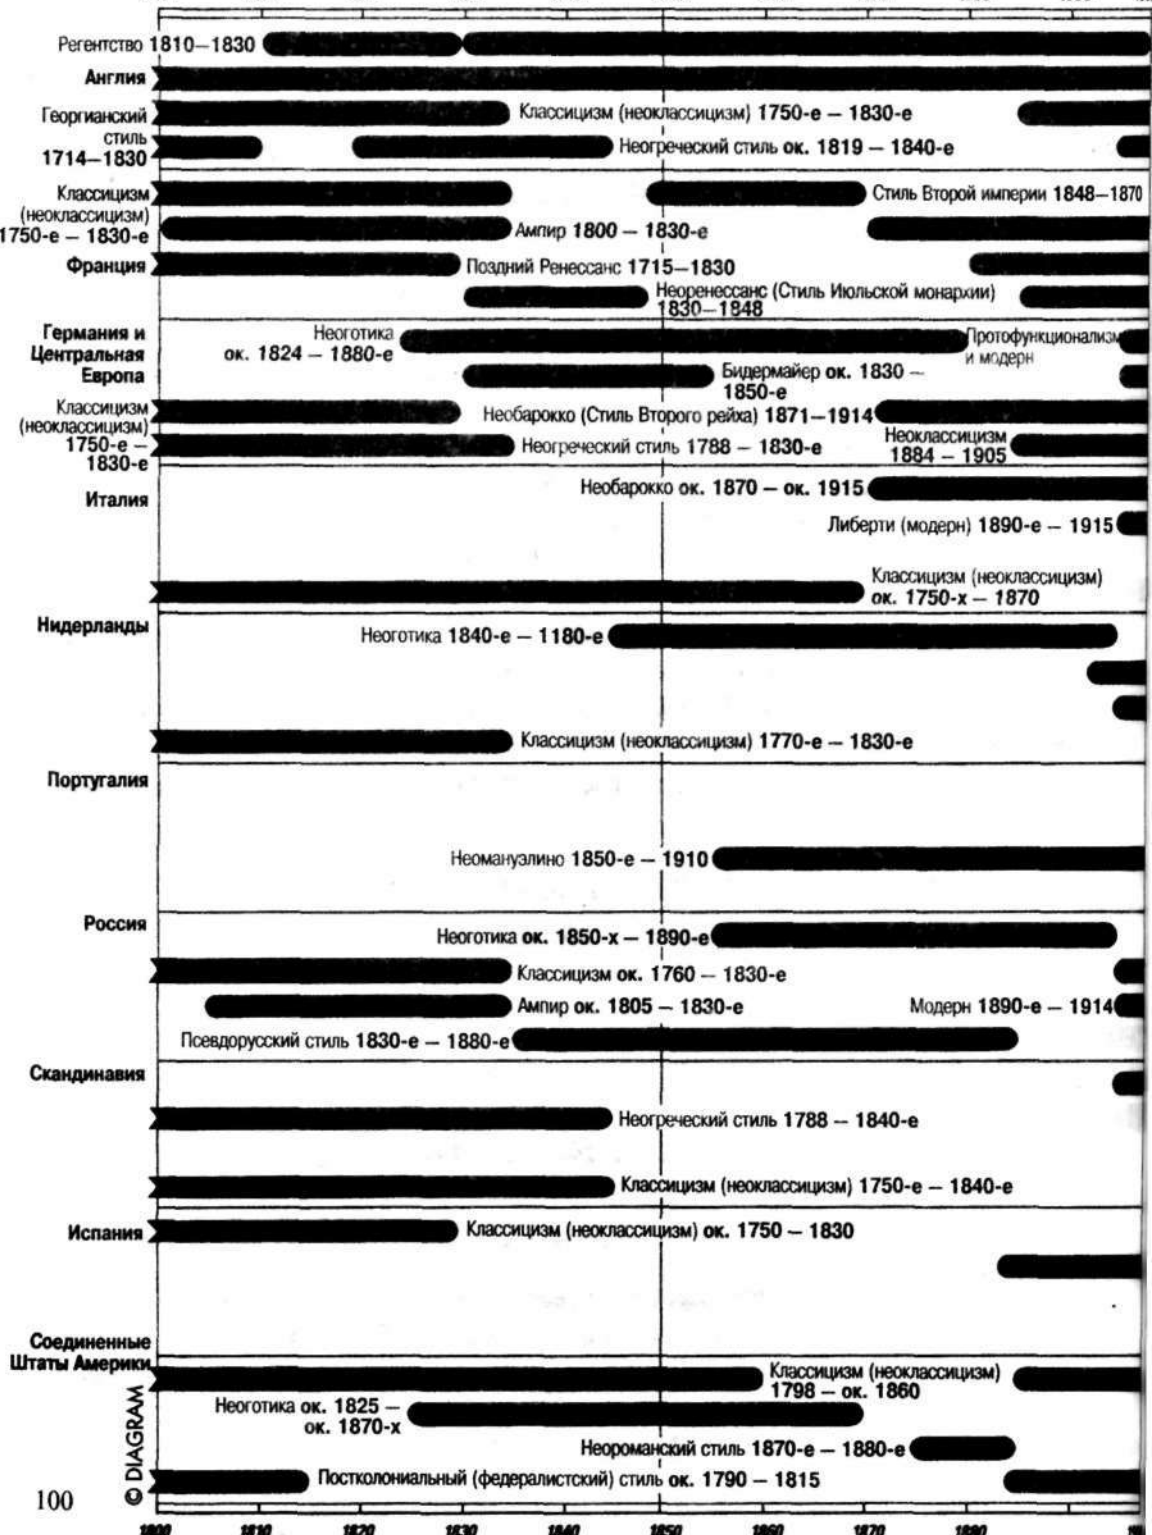 Регентство 1810—1830
Англия
Георгианский
стиль
1714—1830
Классицизм (неоклассицизм) 1750-е — 1830-е
Неогреческий стиль ок. 1819 — 1840-е
Классицизм
(неоклассицизм)
1750-е — 1830-е
Стиль Второй империи 1848—1870
Ампир 1800 — 1830-е
Франция
Поздний Ренессанс 1715—1830
Неоренессанс (Стиль Июльской монархии)
1830—1848
Германия и
Центральная
Европа
Неоготика
ок. 1824 — 1880-е
Протофункционализм
и модерн
Бидермайер ок. 1830 —
1850-е
Классицизм
(неоклассицизм)
1750-е —
1830-е
Необарокко (Стиль Второго рейха) 1871—1914
Неогреческий стиль 1788 — 1830-е
Неоклассицизм
1884 — 1905
Италия
Необарокко ок. 1870 — ок. 1915
Либерти (модерн) 1890-е — 1915
Классицизм (неоклассицизм)
ок. 1750-х — 1870
Нидерланды
Неоготика 1840-е — 1180-е
Классицизм (неоклассицизм) 1770-е — 1830-е
Португалия
Неомануэлино 1850-е — 1910
Россия
Неоготика ок. 1850-х — 1890-е
Классицизм ок. 1760 — 1830-е
Ампир ок. 1805 — 1830-е
Модерн 1890-е — 1914
Псевдорусский стиль 1830-е — 1880-е
Скандинавия
Неогреческий стиль 1788 — 1840-е
Классицизм (неоклассицизм) 1750-е — 1840-е
Испания
Классицизм (неоклассицизм) ок. 1750 — 1830
Соединенные
Штаты Америки
Классицизм (неоклассицизм)
1798 — ок. 1860
Неоготика ок. 1825 —
ок. 1870-х
Неороманский стиль 1870-е — 1880-е
Постколониальный (федералистский) стиль ок. 1790 — 1815
© DIAGRAM
100
1800 1810 1820 1830 1840 1850 1860 1870 1880